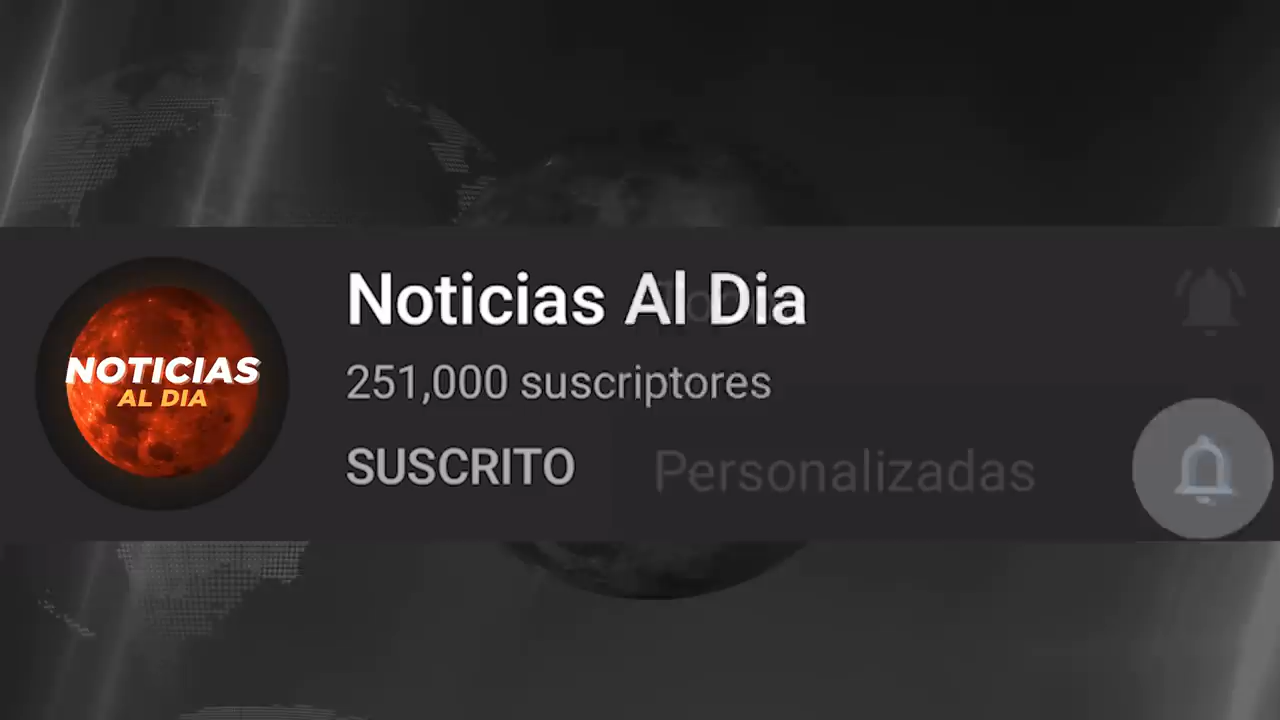 NOTICIAS
AL DIA
Noticias Al Dia
251,000 suscriptores
SUSCRITO
Personalizadas